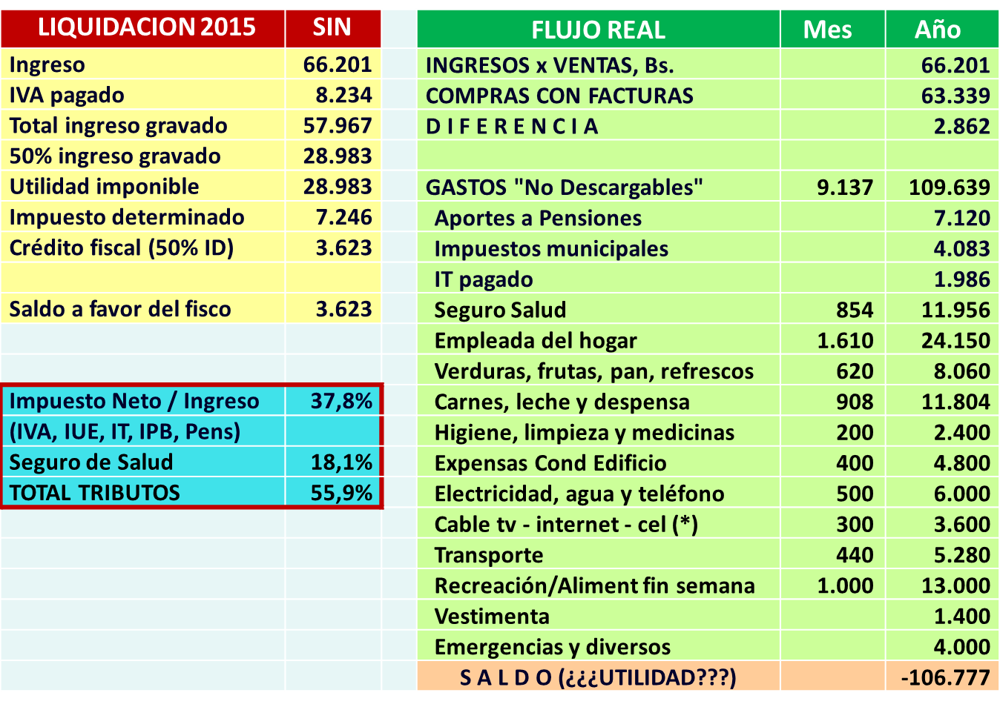 LIQUIDACION 2015 SIN
Ingreso 66.201
IVA pagado 8.234
Total ingreso gravado 57.967
50% ingreso gravado 28.983
Utilidad imponible 28.983
Impuesto determinado 7.246
Crédito fiscal (50% ID) 3.623
Saldo a favor del fisco 3.623
Impuesto Neto / Ingreso 37,8%
(IVA, IUE, IT, IPB, Pens)
Seguro de Salud 18,1%
TOTAL TRIBUTOS 55,9%
FLUJO REAL Mes Año
INGRESOS x VENTAS, Bs. 66.201
COMPRAS CON FACTURAS 63.339
D I F E R E N C I A 2.862
GASTOS "No Descargables" 9.137 109.639
Aportes a Pensiones 7.120
Impuestos municipales 4.083
IT pagado 1.986
Seguro Salud 854 11.956
Empleada del hogar 1.610 24.150
Verduras, frutas, pan, refrescos 620 8.060
Carnes, leche y despensa 908 11.804
Higiene, limpieza y medicinas 200 2.400
Expensas Cond Edificio 400 4.800
Electricidad, agua y teléfono 500 6.000
Cable tv - internet - cel (*) 300 3.600
Transporte 440 5.280
Recreación/Aliment fin semana 1.000 13.000
Vestimenta 1.400
Emergencias y diversos 4.000
S A L D O (¿¿¿UTILIDAD???) -106.777